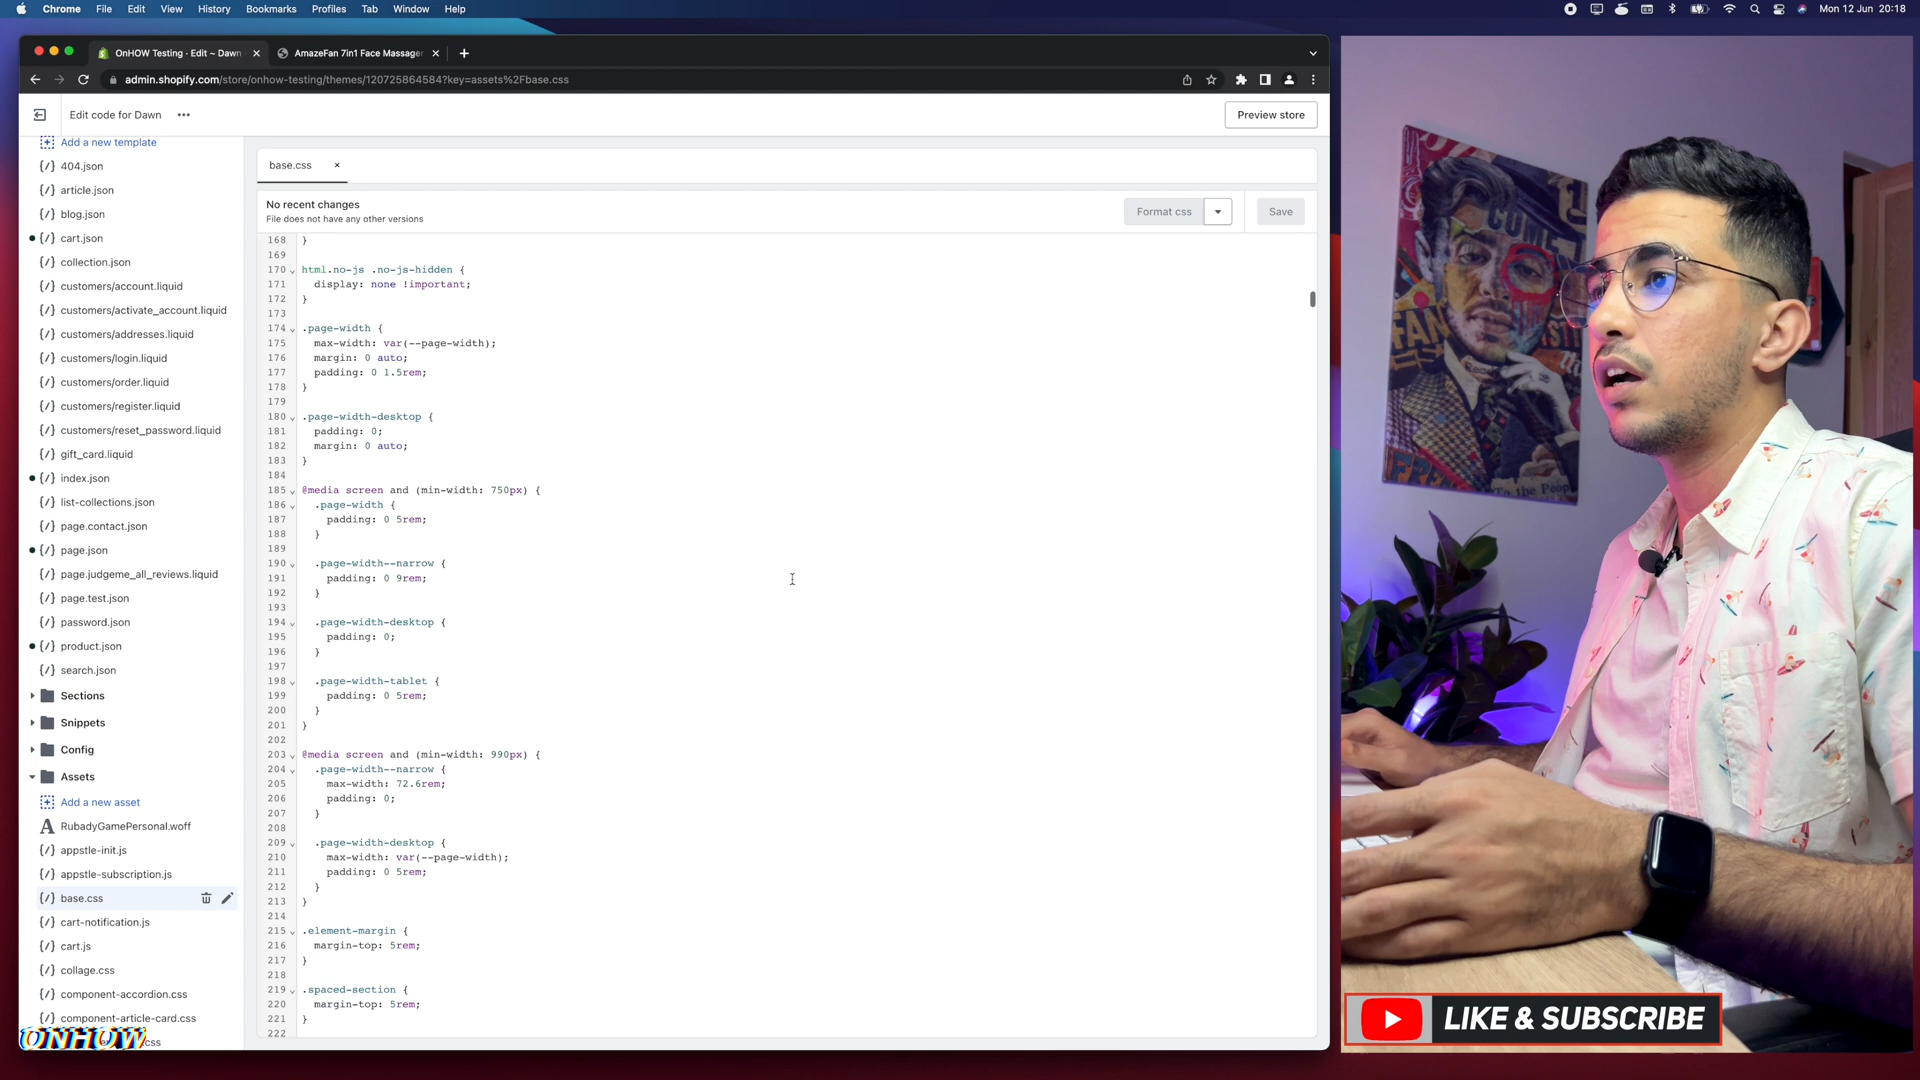 Chrome File Edit View History Bookmarks Profiles Tab Window Help
Mon 12 Jun 20:18
OnHOW Testing · Edit ~ Dawn
AmazeFan 7in1 Face Massager
admin.shopify.com/store/onhow-testing/themes/120725864584?key=assets%2Fbase.css
Edit code for Dawn
Preview store
Add a new template
404.json
article.json
blog.json
cart.json
collection.json
customers/account.liquid
customers/activate_account.liquid
customers/addresses.liquid
customers/login.liquid
customers/order.liquid
customers/register.liquid
customers/reset_password.liquid
gift_card.liquid
index.json
list-collections.json
page.contact.json
page.json
page.judgeme_all_reviews.liquid
page.test.json
password.json
product.json
search.json
Sections
Snippets
Config
Assets
Add a new asset
RubadyGamePersonal.woff
appstle-init.js
appstle-subscription.js
base.css
cart-notification.js
cart.js
collage.css
component-accordion.css
component-article-card.css
base.css
No recent changes
File does not have any other versions
Format css
Save
168 }
169
170 html.no-js .no-js-hidden {
171 display: none !important;
172 }
173
174 .page-width {
175 max-width: var(--page-width);
176 margin: 0 auto;
177 padding: 0 1.5rem;
178 }
179
180 .page-width-desktop {
181 padding: 0;
182 margin: 0 auto;
183 }
184
185 @media screen and (min-width: 750px) {
186 .page-width {
187 padding: 0 5rem;
188 }
189
190 .page-width--narrow {
191 padding: 0 9rem;
192 }
193
194 .page-width-desktop {
195 padding: 0;
196 }
197
198 .page-width-tablet {
199 padding: 0 5rem;
200 }
201 }
202
203 @media screen and (min-width: 990px) {
204 .page-width--narrow {
205 max-width: 72.6rem;
206 padding: 0;
207 }
208
209 .page-width-desktop {
210 max-width: var(--page-width);
211 padding: 0 5rem;
212 }
213 }
214
215 .element-margin {
216 margin-top: 5rem;
217 }
218
219 .spaced-section {
220 margin-top: 5rem;
221 }
222
ONHOW
COME
FAN
to the People
LIKE & SUBSCRIBE